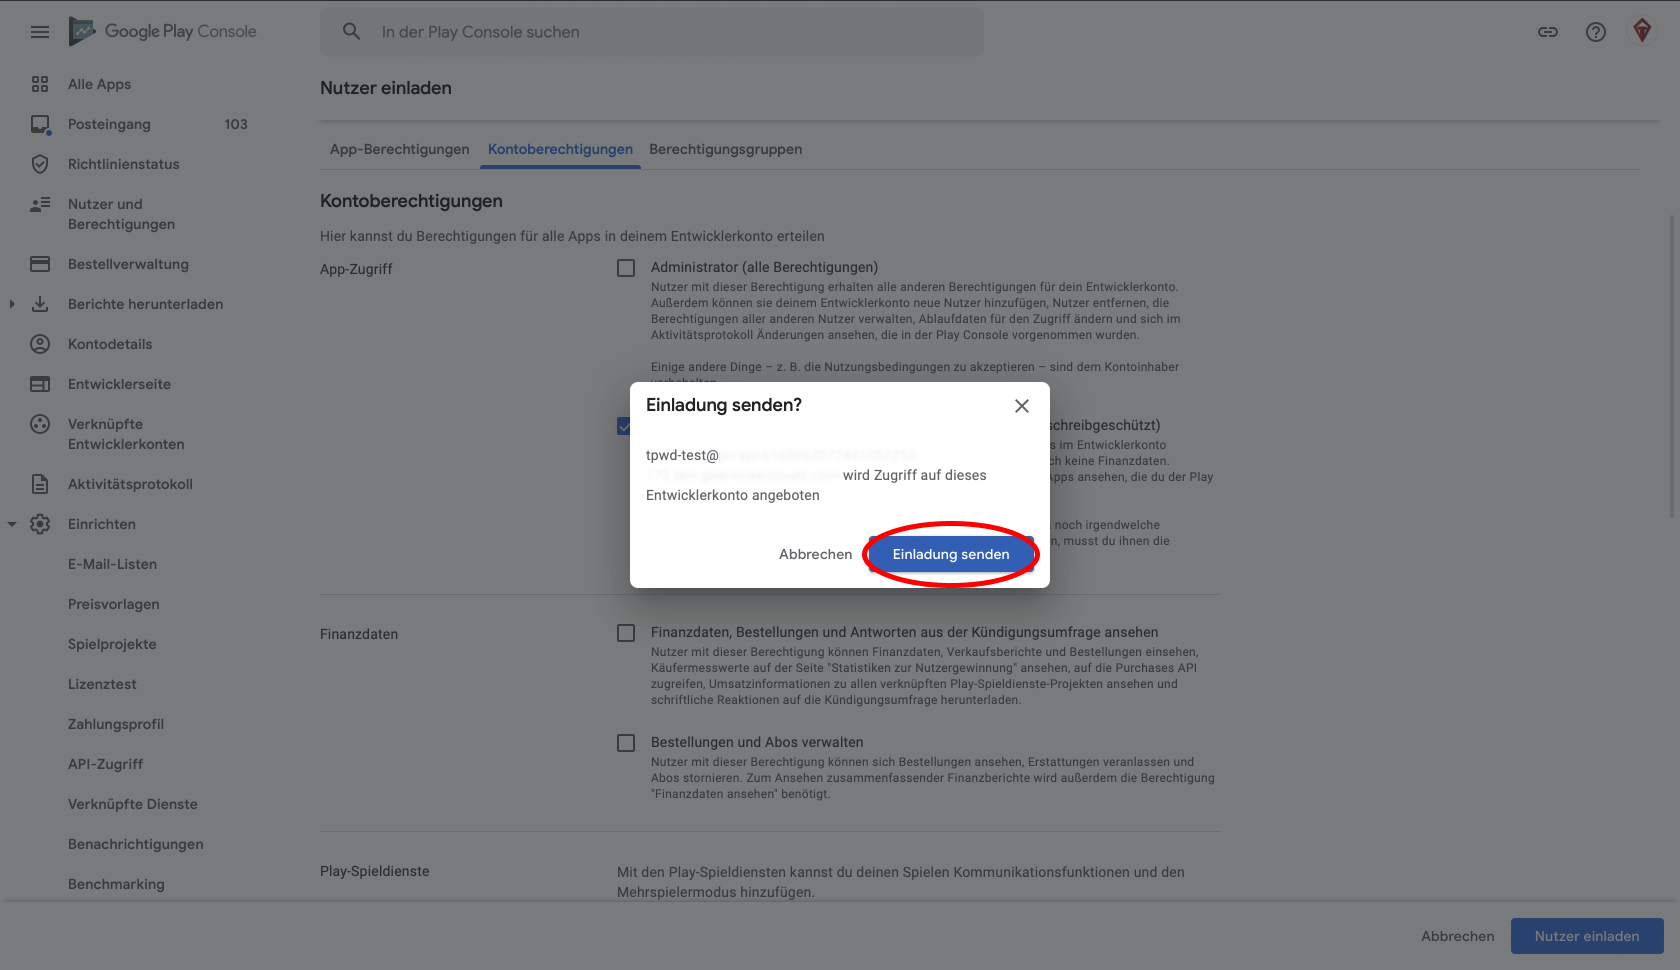 Google Play Console
In der Play Console suchen
Alle Apps
Posteingang 103
Richtlinienstatus
Nutzer und
Berechtigungen
Bestellverwaltung
Berichte herunterladen
Kontodetails
Entwicklerseite
Verknüpfte
Entwicklerkonten
Aktivitätsprotokoll
Einrichten
E-Mail-Listen
Preisvorlagen
Spielprojekte
Lizenztest
Zahlungsprofil
API-Zugriff
Verknüpfte Dienste
Benachrichtigungen
Benchmarking
Nutzer einladen
App-Berechtigungen Kontoberechtigungen Berechtigungsgruppen
Kontoberechtigungen
Hier kannst du Berechtigungen für alle Apps in deinem Entwicklerkonto erteilen
App-Zugriff
Administrator (alle Berechtigungen)
Nutzer mit dieser Berechtigung erhalten alle anderen Berechtigungen für dein Entwicklerkonto.
Außerdem können sie deinem Entwicklerkonto neue Nutzer hinzufügen, Nutzer entfernen, die
Berechtigungen aller anderen Nutzer verwalten, Ablaufdaten für den Zugriff ändern und sich im
Aktivitätsprotokoll Änderungen ansehen, die in der Play Console vorgenommen wurden.
Einige andere Dinge – z. B. die Nutzungsbedingungen zu akzeptieren – sind dem Kontoinhaber
schreibgeschützt)
im Entwicklerkonto
keine Finanzdaten.
ansehen, die du der Play
noch irgendwelche
musst du ihnen die
Einladung senden?
tpwd-test@
wird Zugriff auf dieses
Entwicklerkonto angeboten
Abbrechen Einladung senden
Finanzdaten
Finanzdaten, Bestellungen und Antworten aus der Kündigungsumfrage ansehen
Nutzer mit dieser Berechtigung können Finanzdaten, Verkaufsberichte und Bestellungen einsehen,
Käufermesswerte auf der Seite "Statistiken zur Nutzergewinnung" ansehen, auf die Purchases API
zugreifen, Umsatzinformationen zu allen verknüpften Play-Spieldienste-Projekten ansehen und
schriftliche Reaktionen auf die Kündigungsumfrage herunterladen.
Bestellungen und Abos verwalten
Nutzer mit dieser Berechtigung können sich Bestellungen ansehen, Erstattungen veranlassen und
Abos stornieren. Zum Ansehen zusammenfassender Finanzberichte wird außerdem die Berechtigung
"Finanzdaten ansehen" benötigt.
Play-Spieldienste
Mit den Play-Spieldiensten kannst du deinen Spielen Kommunikationsfunktionen und den
Mehrspielermodus hinzufügen.
Abbrechen Nutzer einladen